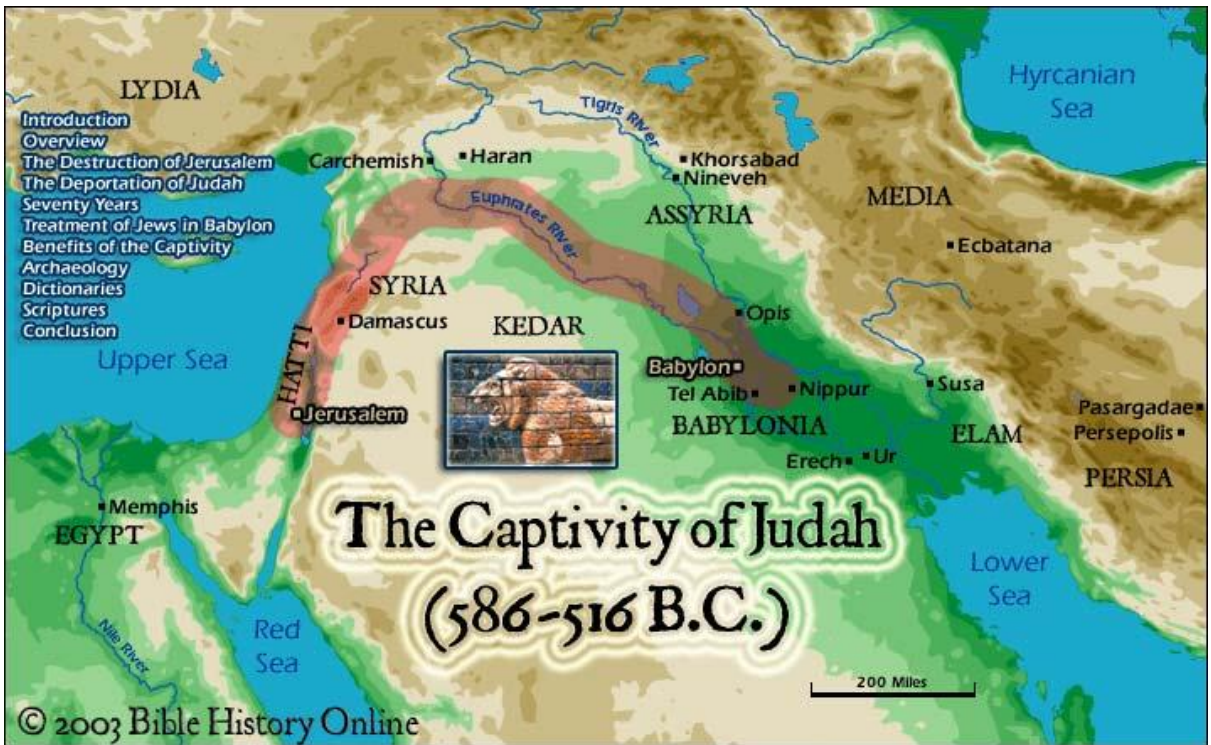 LYDIA
Hyrcanian
Sea
Introduction
Overview
The Destruction of Jerusalem
The Deportation of Judah
Seventy Years
Treatment of Jews in Babylon
Benefits of the Captivity
Archaeology
Dictionaries
Scriptures
Conclusion
Tigris River
Carchemish
Haran
Khorsabad
Nineveh
MEDIA
Euphrates River
ASSYRIA
Ecbatana
SYRIA
Damascus
KEDAR
Opis
Upper Sea
HATTI
Babylon
Tel Abib
Nippur
Susa
Jerusalem
BABYLONIA
ELAM
Pasargadae
Persepolis
Erech
Ur
PERSIA
Memphis
EGYPT
The Captivity of Judah
(586-516 B.C.)
Lower
Sea
Nile River
Red
Sea
200 Miles
© 2003 Bible History Online